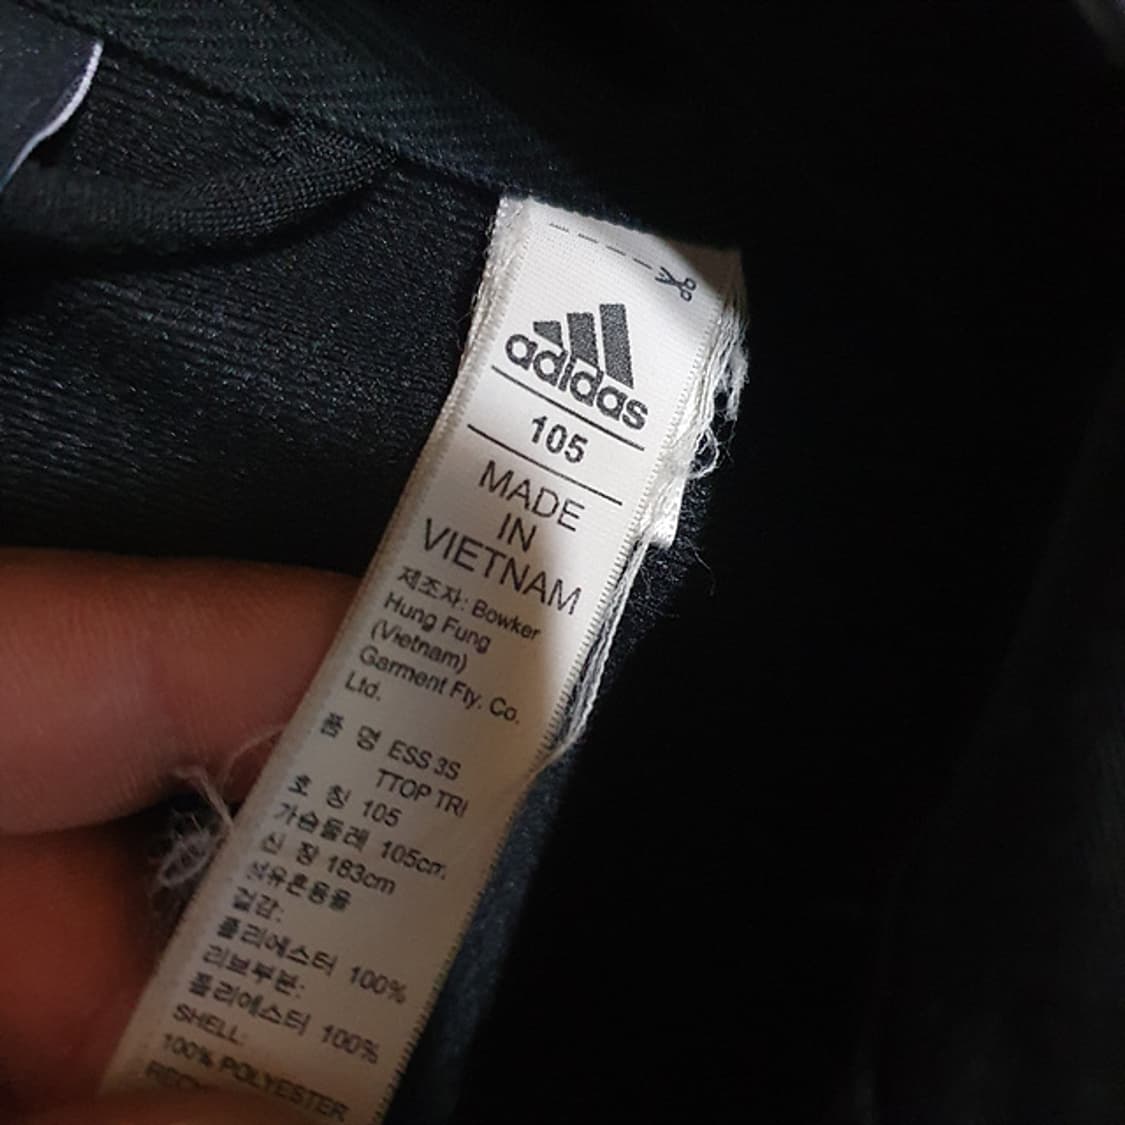 adidas
105
MADE
IN
VIETNAM
제조자: Bowker
Hung Fung
(Vietnam)
Garment Fty. Co.
Ltd.
품 명 ESS 3S
TTOP TRI
호 칭 105
가슴둘레 105cm
신 장 183cm
섬유혼용율
겉감:
폴리에스터 100%
리브부분:
폴리에스터 100%
SHELL:
100% POLYESTER